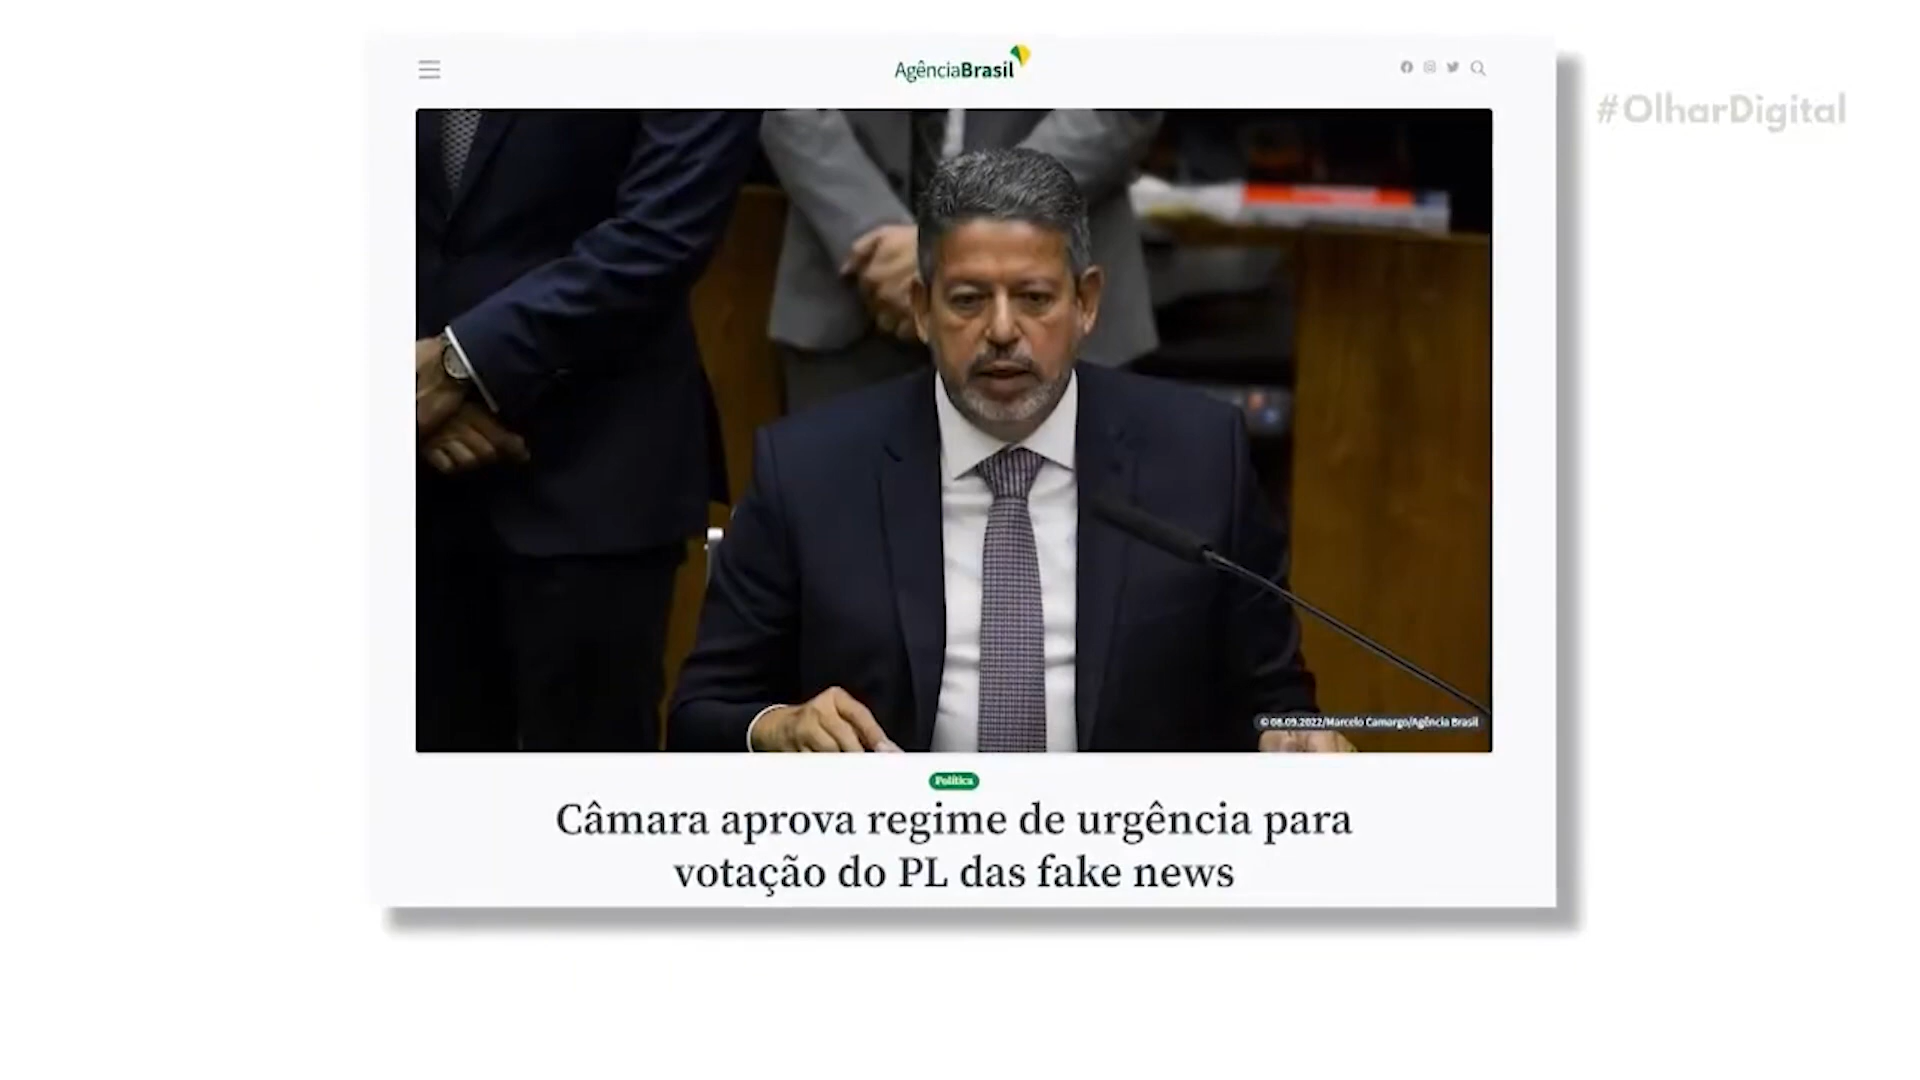 AgênciaBrasil
#OlharDigital
© 08.09.2022/Marcelo Camargo/Agência Brasil
Política
Câmara aprova regime de urgência para
votação do PL das fake news